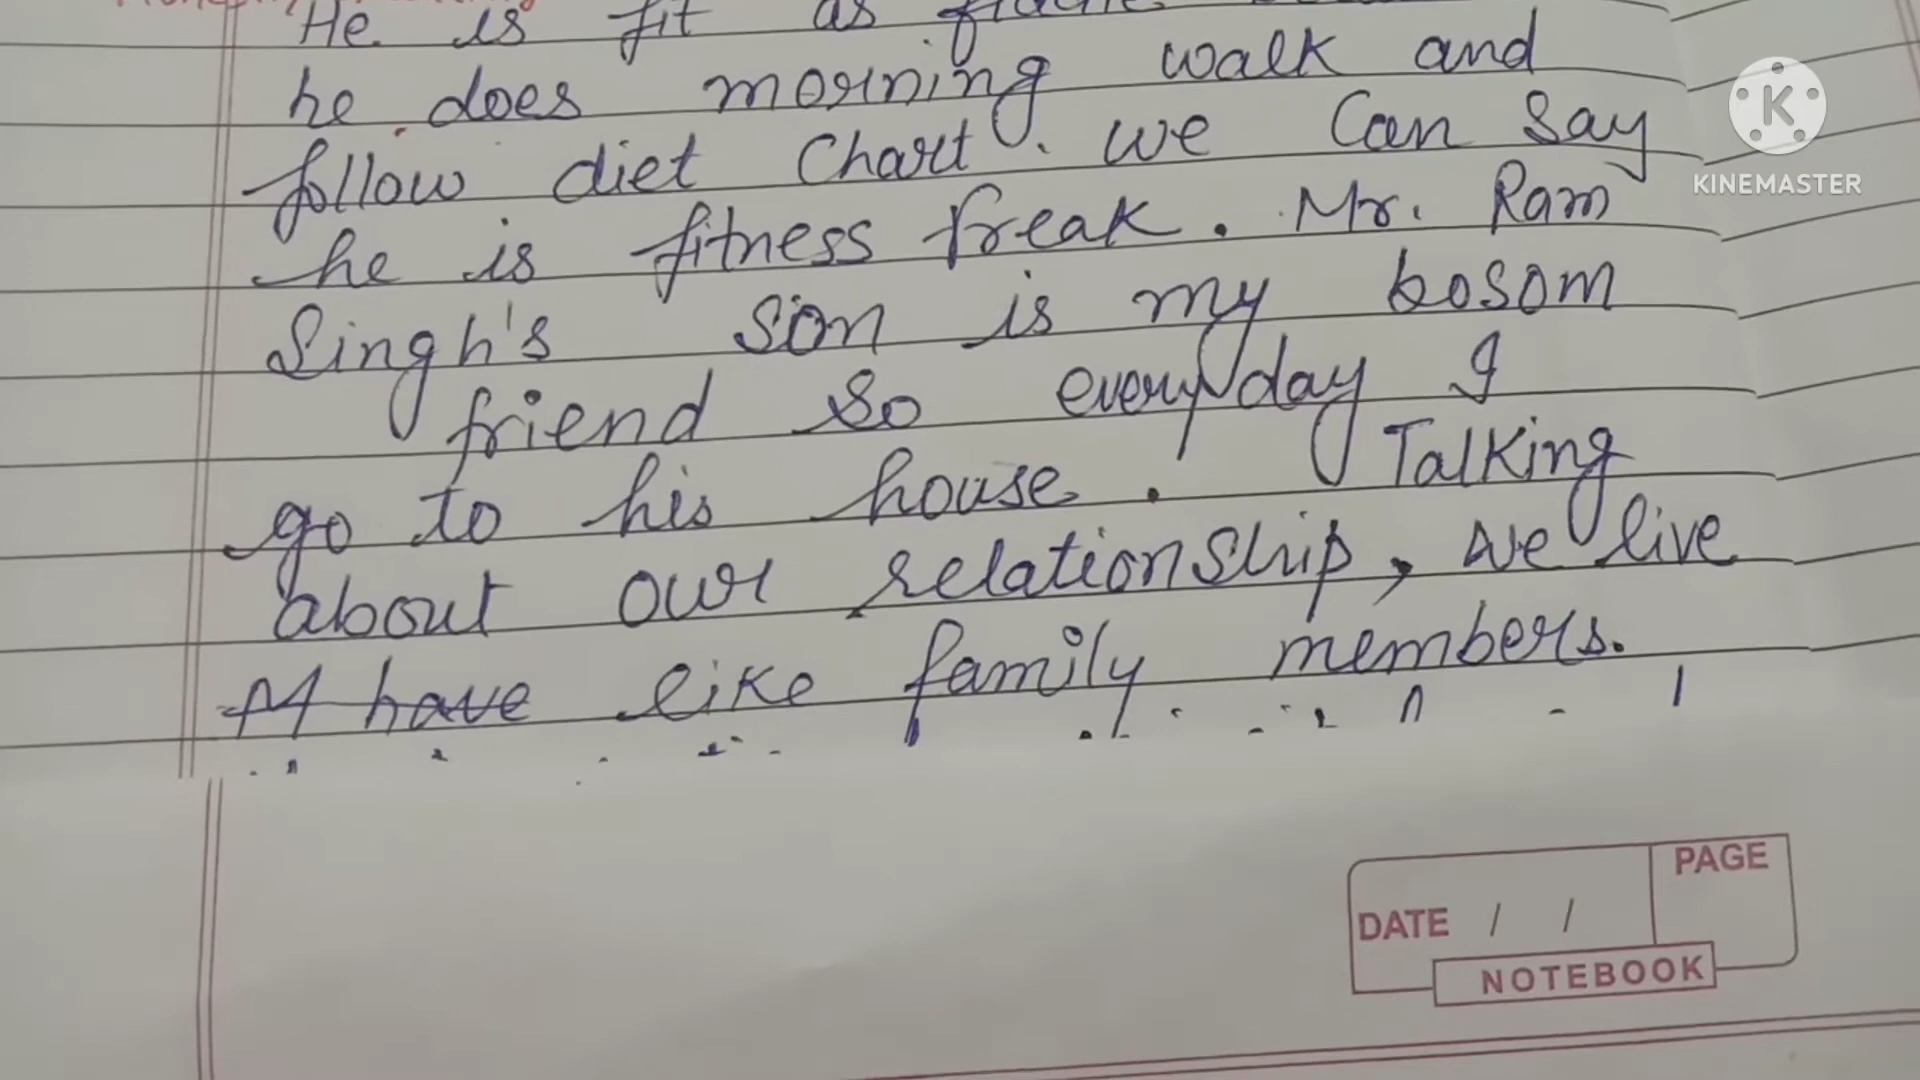 He is fit as
he does morning walk and
follow diet chart. we Can Say
he is fitness freak. Mr. Ram
Singh's son is my bosom
friend so everyday I
go to his house. Talking
about our relationship, we live
have like family members.
KINEMASTER
DATE / /
PAGE
NOTEBOOK